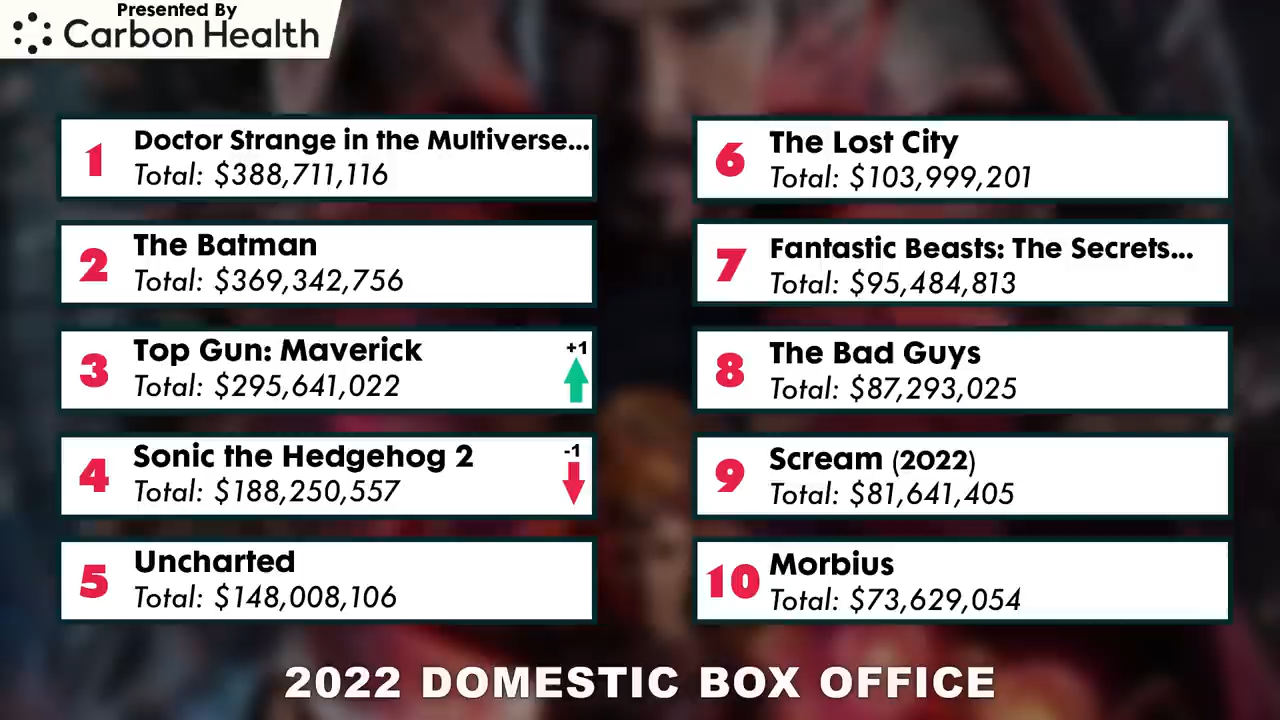 Presented By
Carbon Health
1
Doctor Strange in the Multiverse...
Total: $388,711,116
2
The Batman
Total: $369,342,756
3
Top Gun: Maverick
Total: $295,641,022
+1
4
Sonic the Hedgehog 2
Total: $188,250,557
-1
5
Uncharted
Total: $148,008,106
6
The Lost City
Total: $103,999,201
7
Fantastic Beasts: The Secrets...
Total: $95,484,813
8
The Bad Guys
Total: $87,293,025
9
Scream (2022)
Total: $81,641,405
10
Morbius
Total: $73,629,054
2022 DOMESTIC BOX OFFICE